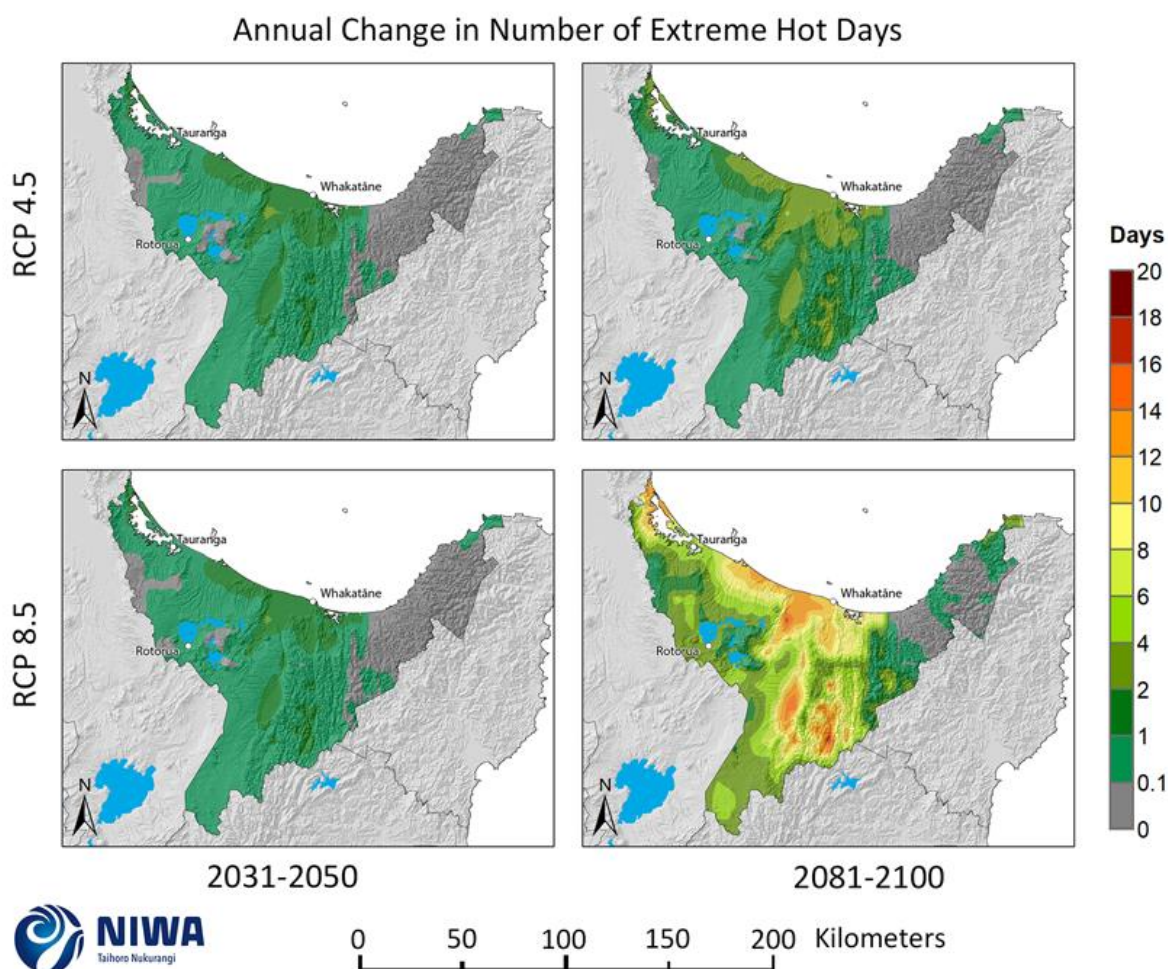 Annual Change in Number of Extreme Hot Days
RCP 4.5
Tauranga
Whakatāne
Rotorua
N
Tauranga
Whakatāne
Rotorua
N
RCP 8.5
Tauranga
Whakatāne
Rotorua
N
Tauranga
Whakatāne
Rotorua
N
Days
20
18
16
14
12
10
8
6
4
2
1
0.1
0
2031-2050
2081-2100
NIWA
Taihoro Nukurangi
0 50 100 150 200 Kilometers